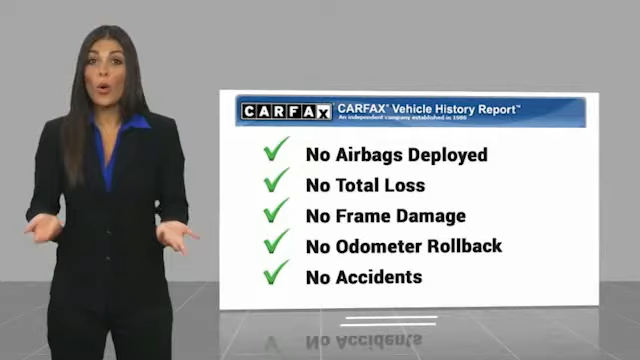 CARFAX CARFAX® Vehicle History Report™
An independent company established in 1986
No Airbags Deployed
No Total Loss
No Frame Damage
No Odometer Rollback
No Accidents